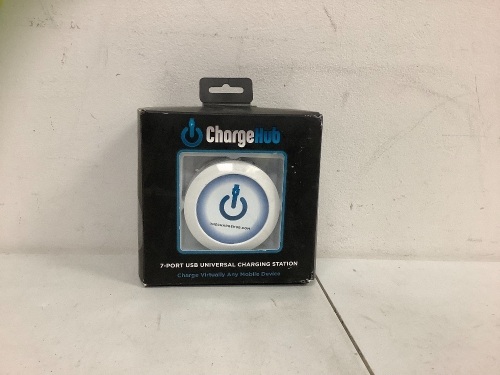 ChargeHub
7-PORT USB UNIVERSAL CHARGING STATION
Charge Virtually Any Mobile Device